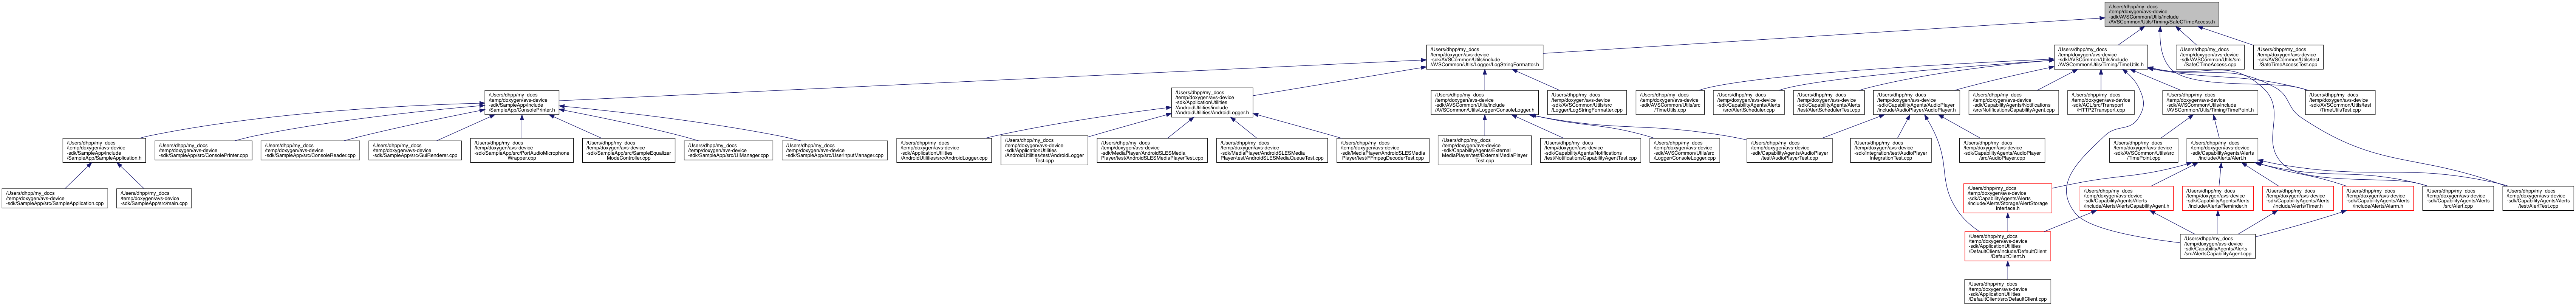 /Users/dhpp/my_docs
/temp/doxygen/avs-device
-sdk/AVSCommon/Utils/include
/AVSCommon/Utils/Timing/SafeCTimeAccess.h
/Users/dhpp/my_docs
/temp/doxygen/avs-device
-sdk/AVSCommon/Utils/include
/AVSCommon/Utils/Logger/LogStringFormatter.h
/Users/dhpp/my_docs
/temp/doxygen/avs-device
-sdk/AVSCommon/Utils/include
/AVSCommon/Utils/Timing/TimeUtils.h
/Users/dhpp/my_docs
/temp/doxygen/avs-device
-sdk/AVSCommon/Utils/src
/SafeCTimeAccess.cpp
/Users/dhpp/my_docs
/temp/doxygen/avs-device
-sdk/AVSCommon/Utils/test
/SafeTimeAccessTest.cpp
/Users/dhpp/my_docs
/temp/doxygen/avs-device
-sdk/SampleApp/include
/SampleApp/ConsolePrinter.h
/Users/dhpp/my_docs
/temp/doxygen/avs-device
-sdk/ApplicationUtilities
/AndroidUtilities/include
/AndroidUtilities/AndroidLogger.h
/Users/dhpp/my_docs
/temp/doxygen/avs-device
-sdk/AVSCommon/Utils/include
/AVSCommon/Utils/Logger/ConsoleLogger.h
/Users/dhpp/my_docs
/temp/doxygen/avs-device
-sdk/AVSCommon/Utils/src
/Logger/LogStringFormatter.cpp
/Users/dhpp/my_docs
/temp/doxygen/avs-device
-sdk/AVSCommon/Utils/src
/TimeUtils.cpp
/Users/dhpp/my_docs
/temp/doxygen/avs-device
-sdk/CapabilityAgents/Alerts
/src/AlertScheduler.cpp
/Users/dhpp/my_docs
/temp/doxygen/avs-device
-sdk/CapabilityAgents/Alerts
/test/AlertSchedulerTest.cpp
/Users/dhpp/my_docs
/temp/doxygen/avs-device
-sdk/CapabilityAgents/AudioPlayer
/include/AudioPlayer/AudioPlayer.h
/Users/dhpp/my_docs
/temp/doxygen/avs-device
-sdk/CapabilityAgents/Notifications
/src/NotificationsCapabilityAgent.cpp
/Users/dhpp/my_docs
/temp/doxygen/avs-device
-sdk/ACL/src/Transport
/HTTP2Transport.cpp
/Users/dhpp/my_docs
/temp/doxygen/avs-device
-sdk/AVSCommon/Utils/include
/AVSCommon/Utils/Timing/TimePoint.h
/Users/dhpp/my_docs
/temp/doxygen/avs-device
-sdk/AVSCommon/Utils/test
/TimeUtilsTest.cpp
/Users/dhpp/my_docs
/temp/doxygen/avs-device
-sdk/SampleApp/include
/SampleApp/SampleApplication.h
/Users/dhpp/my_docs
/temp/doxygen/avs-device
-sdk/SampleApp/src/ConsolePrinter.cpp
/Users/dhpp/my_docs
/temp/doxygen/avs-device
-sdk/SampleApp/src/ConsoleReader.cpp
/Users/dhpp/my_docs
/temp/doxygen/avs-device
-sdk/SampleApp/src/GuiRenderer.cpp
/Users/dhpp/my_docs
/temp/doxygen/avs-device
-sdk/SampleApp/src/PortAudioMicrophone
Wrapper.cpp
/Users/dhpp/my_docs
/temp/doxygen/avs-device
-sdk/SampleApp/src/SampleEqualizer
ModeController.cpp
/Users/dhpp/my_docs
/temp/doxygen/avs-device
-sdk/SampleApp/src/UIManager.cpp
/Users/dhpp/my_docs
/temp/doxygen/avs-device
-sdk/SampleApp/src/UserInputManager.cpp
/Users/dhpp/my_docs
/temp/doxygen/avs-device
-sdk/ApplicationUtilities
/AndroidUtilities/src/AndroidLogger.cpp
/Users/dhpp/my_docs
/temp/doxygen/avs-device
-sdk/ApplicationUtilities
/AndroidUtilities/test/AndroidLogger
Test.cpp
/Users/dhpp/my_docs
/temp/doxygen/avs-device
-sdk/MediaPlayer/AndroidSLESMedia
Player/test/AndroidSLESMediaPlayerTest.cpp
/Users/dhpp/my_docs
/temp/doxygen/avs-device
-sdk/MediaPlayer/AndroidSLESMedia
Player/test/AndroidSLESMediaQueueTest.cpp
/Users/dhpp/my_docs
/temp/doxygen/avs-device
-sdk/MediaPlayer/AndroidSLESMedia
Player/test/FFmpegDecoderTest.cpp
/Users/dhpp/my_docs
/temp/doxygen/avs-device
-sdk/CapabilityAgents/External
MediaPlayer/test/ExternalMediaPlayer
Test.cpp
/Users/dhpp/my_docs
/temp/doxygen/avs-device
-sdk/CapabilityAgents/Notifications
/test/NotificationsCapabilityAgentTest.cpp
/Users/dhpp/my_docs
/temp/doxygen/avs-device
-sdk/AVSCommon/Utils/src
/Logger/ConsoleLogger.cpp
/Users/dhpp/my_docs
/temp/doxygen/avs-device
-sdk/CapabilityAgents/AudioPlayer
/test/AudioPlayerTest.cpp
/Users/dhpp/my_docs
/temp/doxygen/avs-device
-sdk/Integration/test/AudioPlayer
IntegrationTest.cpp
/Users/dhpp/my_docs
/temp/doxygen/avs-device
-sdk/CapabilityAgents/AudioPlayer
/src/AudioPlayer.cpp
/Users/dhpp/my_docs
/temp/doxygen/avs-device
-sdk/AVSCommon/Utils/src
/TimePoint.cpp
/Users/dhpp/my_docs
/temp/doxygen/avs-device
-sdk/CapabilityAgents/Alerts
/include/Alerts/Alert.h
/Users/dhpp/my_docs
/temp/doxygen/avs-device
-sdk/SampleApp/src/SampleApplication.cpp
/Users/dhpp/my_docs
/temp/doxygen/avs-device
-sdk/SampleApp/src/main.cpp
/Users/dhpp/my_docs
/temp/doxygen/avs-device
-sdk/CapabilityAgents/Alerts
/include/Alerts/Storage/AlertStorage
Interface.h
/Users/dhpp/my_docs
/temp/doxygen/avs-device
-sdk/CapabilityAgents/Alerts
/include/Alerts/AlertsCapabilityAgent.h
/Users/dhpp/my_docs
/temp/doxygen/avs-device
-sdk/CapabilityAgents/Alerts
/include/Alerts/Reminder.h
/Users/dhpp/my_docs
/temp/doxygen/avs-device
-sdk/CapabilityAgents/Alerts
/include/Alerts/Timer.h
/Users/dhpp/my_docs
/temp/doxygen/avs-device
-sdk/CapabilityAgents/Alerts
/include/Alerts/Alarm.h
/Users/dhpp/my_docs
/temp/doxygen/avs-device
-sdk/CapabilityAgents/Alerts
/src/Alert.cpp
/Users/dhpp/my_docs
/temp/doxygen/avs-device
-sdk/CapabilityAgents/Alerts
/test/AlertTest.cpp
/Users/dhpp/my_docs
/temp/doxygen/avs-device
-sdk/ApplicationUtilities
/DefaultClient/include/DefaultClient
/DefaultClient.h
/Users/dhpp/my_docs
/temp/doxygen/avs-device
-sdk/CapabilityAgents/Alerts
/src/AlertsCapabilityAgent.cpp
/Users/dhpp/my_docs
/temp/doxygen/avs-device
-sdk/ApplicationUtilities
/DefaultClient/src/DefaultClient.cpp